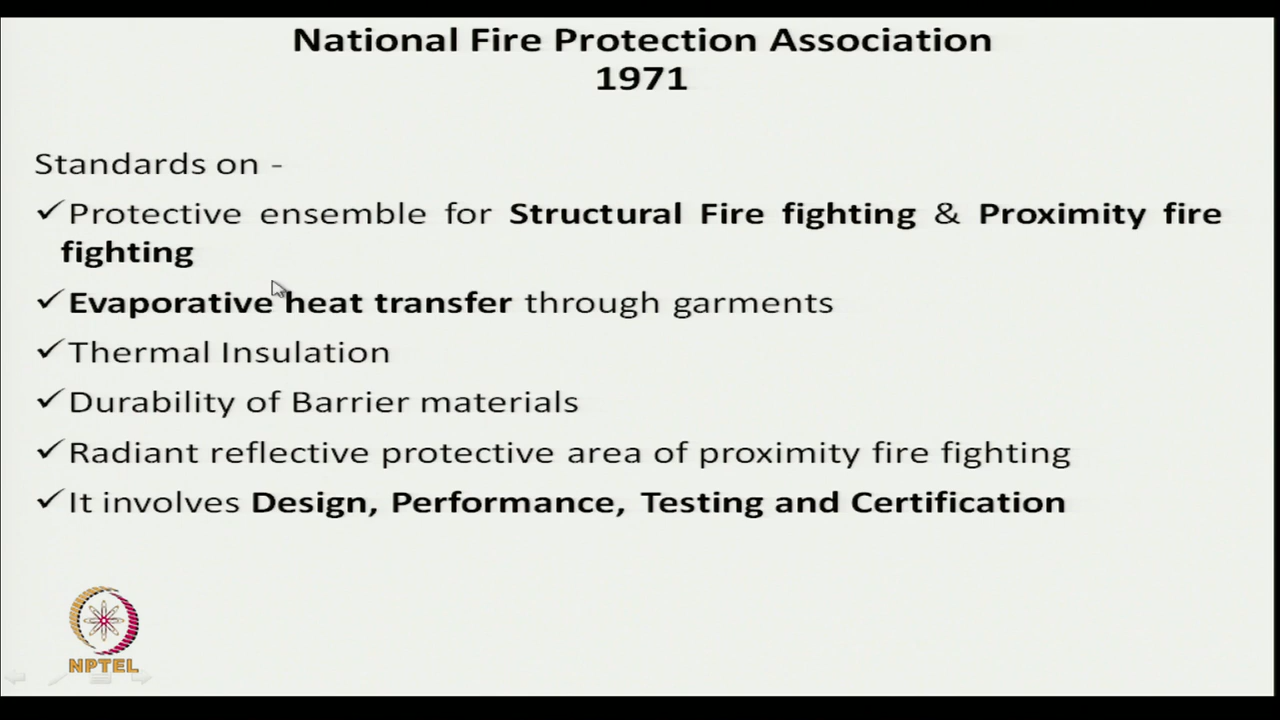 National Fire Protection Association
1971
Standards on -
✓Protective ensemble for Structural Fire fighting & Proximity fire
fighting
✓Evaporative heat transfer through garments
✓Thermal Insulation
✓Durability of Barrier materials
✓Radiant reflective protective area of proximity fire fighting
✓It involves Design, Performance, Testing and Certification
NPTEL